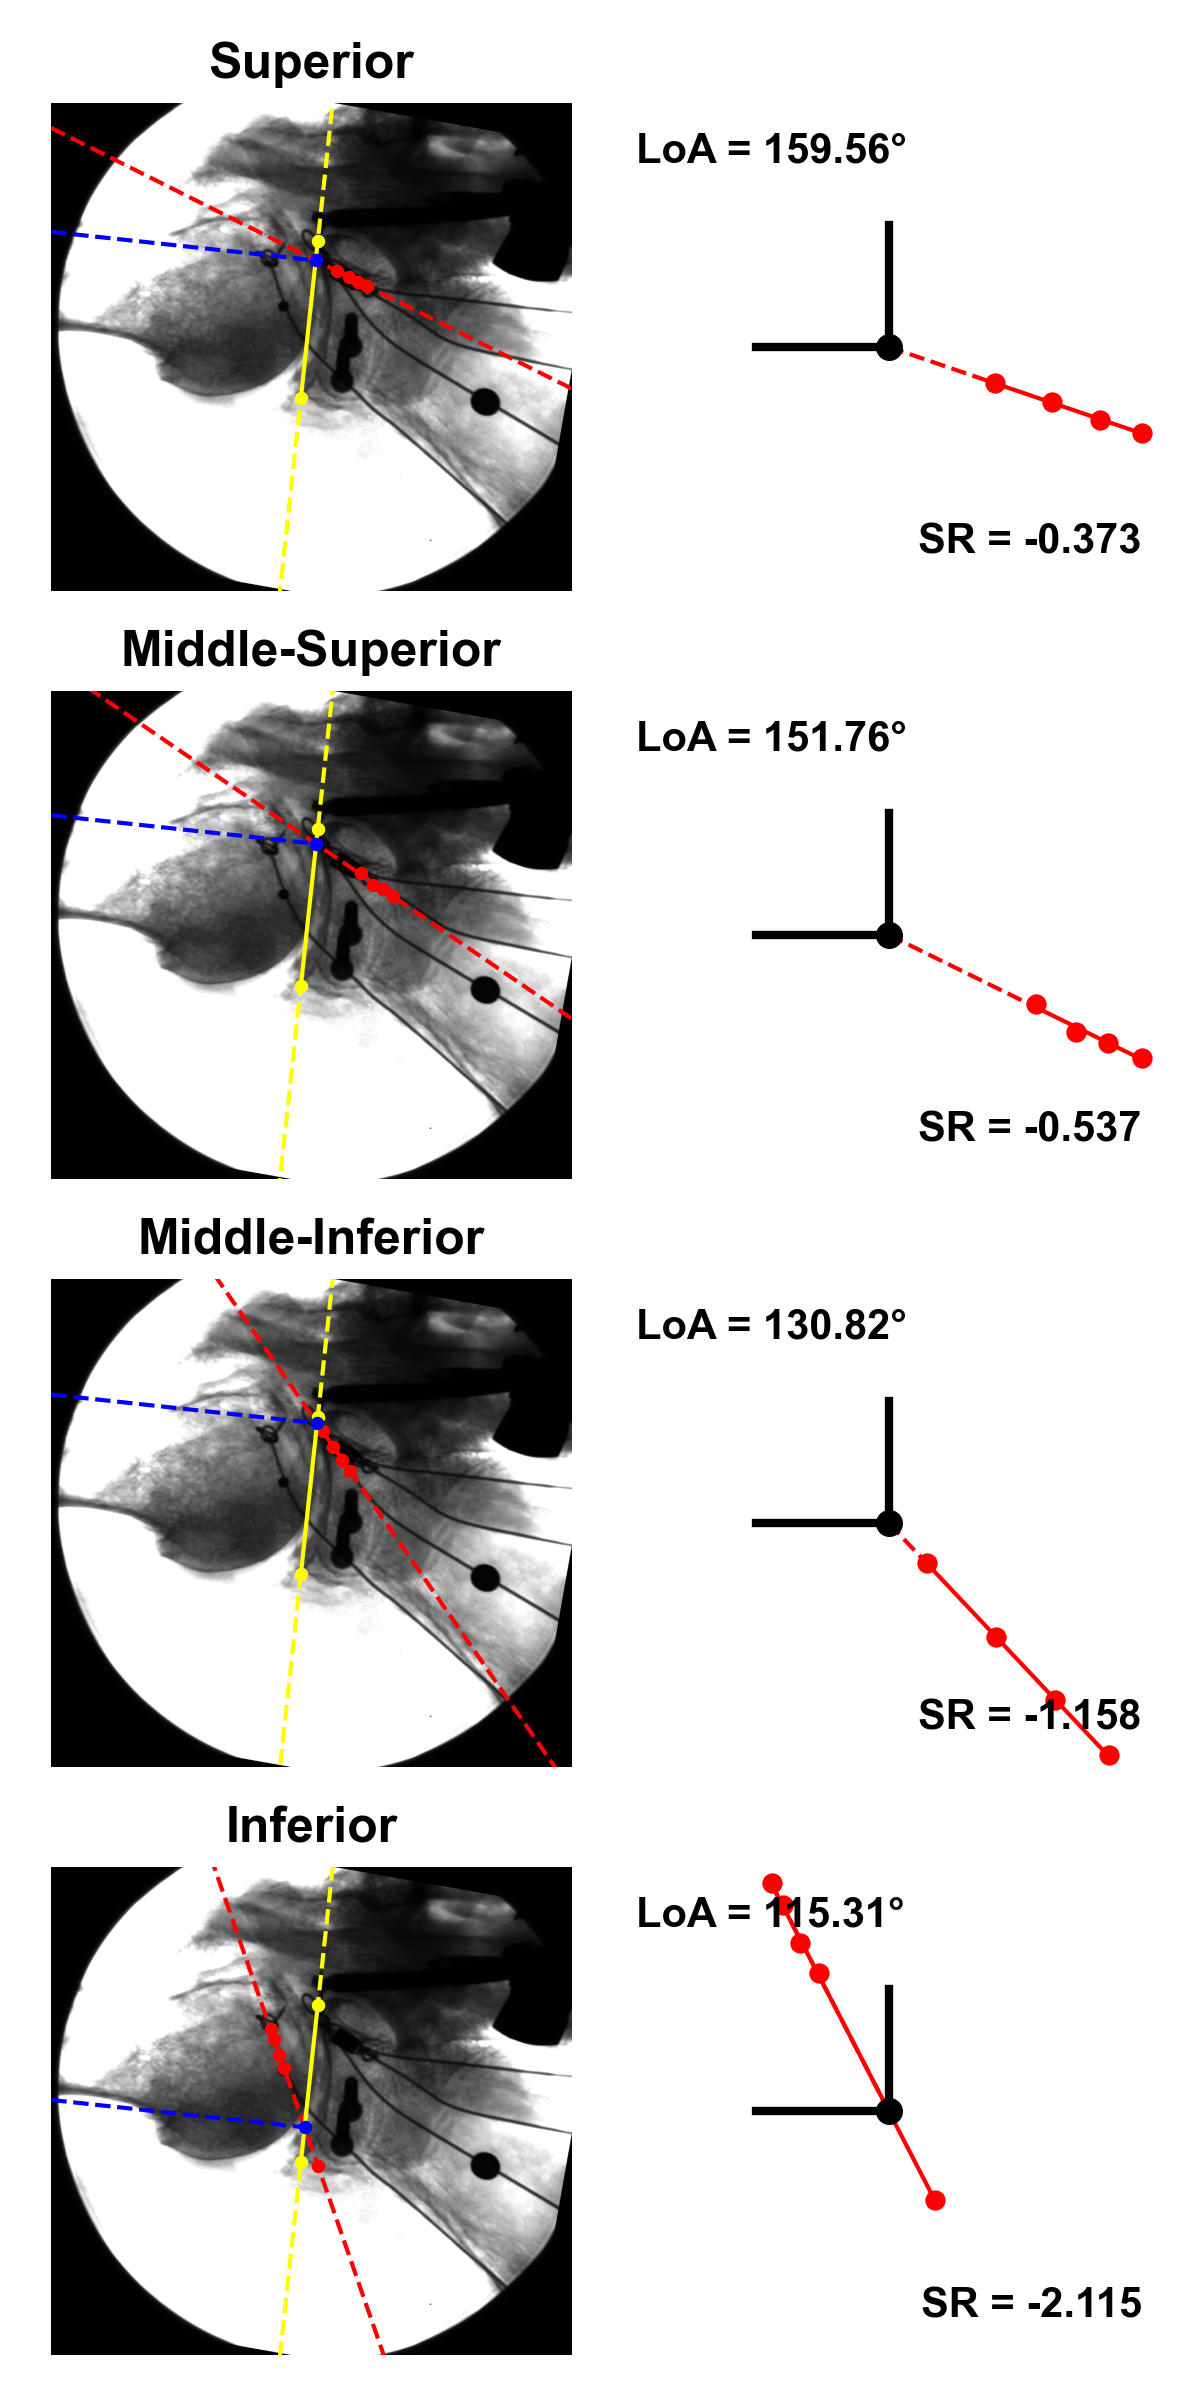 Superior
LoA = 159.56°
SR = -0.373
Middle-Superior
LoA = 151.76°
SR = -0.537
Middle-Inferior
LoA = 130.82°
SR = -1.158
Inferior
LoA = 115.31°
SR = -2.115